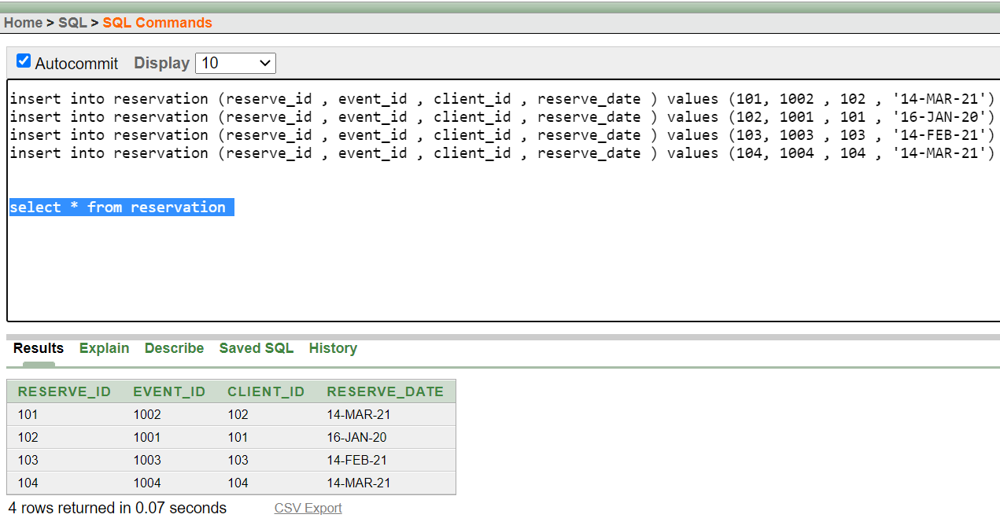 Home > SQL > SQL Commands
Autocommit Display 10
insert into reservation (reserve_id , event_id , client_id , reserve_date ) values (101, 1002 , 102 , '14-MAR-21')
insert into reservation (reserve_id , event_id , client_id , reserve_date ) values (102, 1001 , 101 , '16-JAN-20')
insert into reservation (reserve_id , event_id , client_id , reserve_date ) values (103, 1003 , 103 , '14-FEB-21')
insert into reservation (reserve_id , event_id , client_id , reserve_date ) values (104, 1004 , 104 , '14-MAR-21')
select * from reservation
Results Explain Describe Saved SQL History
RESERVE_ID EVENT_ID CLIENT_ID RESERVE_DATE
101 1002 102 14-MAR-21
102 1001 101 16-JAN-20
103 1003 103 14-FEB-21
104 1004 104 14-MAR-21
4 rows returned in 0.07 seconds CSV Export